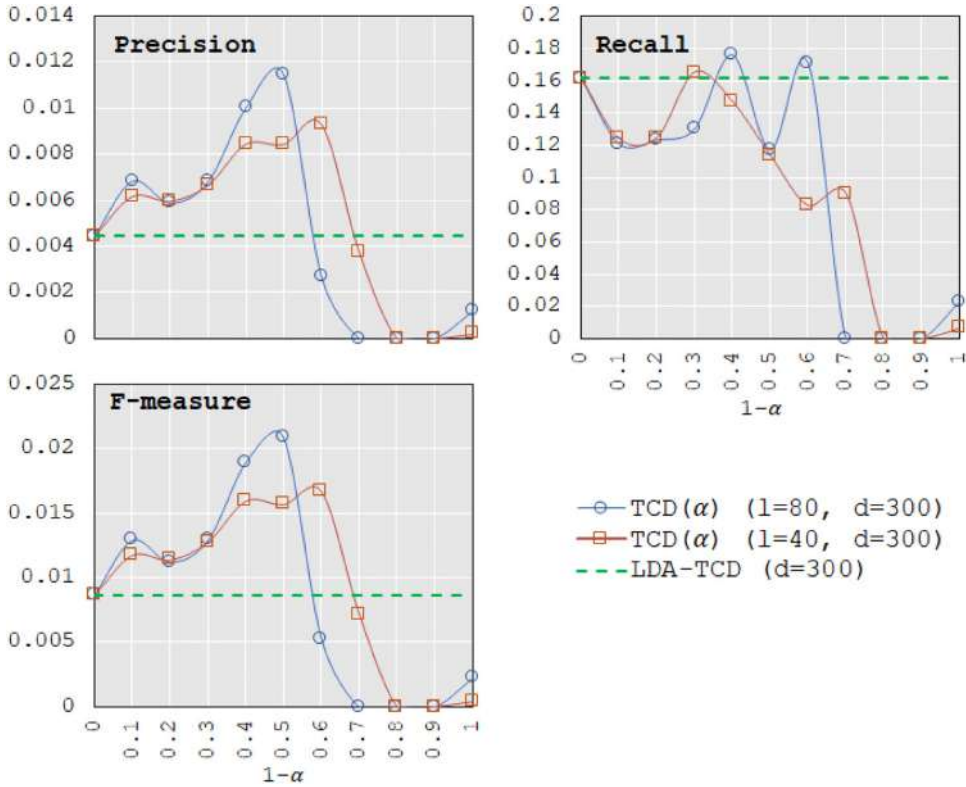 Precision
0.014
0.012
0.01
0.008
0.006
0.004
0.002
0
Recall
0.2
0.18
0.16
0.14
0.12
0.1
0.08
0.06
0.04
0.02
0
0 0.1 0.2 0.3 0.4 0.5 0.6 0.7 0.8 0.9 1
1-α
F-measure
0.025
0.02
0.015
0.01
0.005
0
0 0.1 0.2 0.3 0.4 0.5 0.6 0.7 0.8 0.9 1
1-α
TCD(α) (l=80, d=300)
TCD(α) (l=40, d=300)
LDA-TCD (d=300)